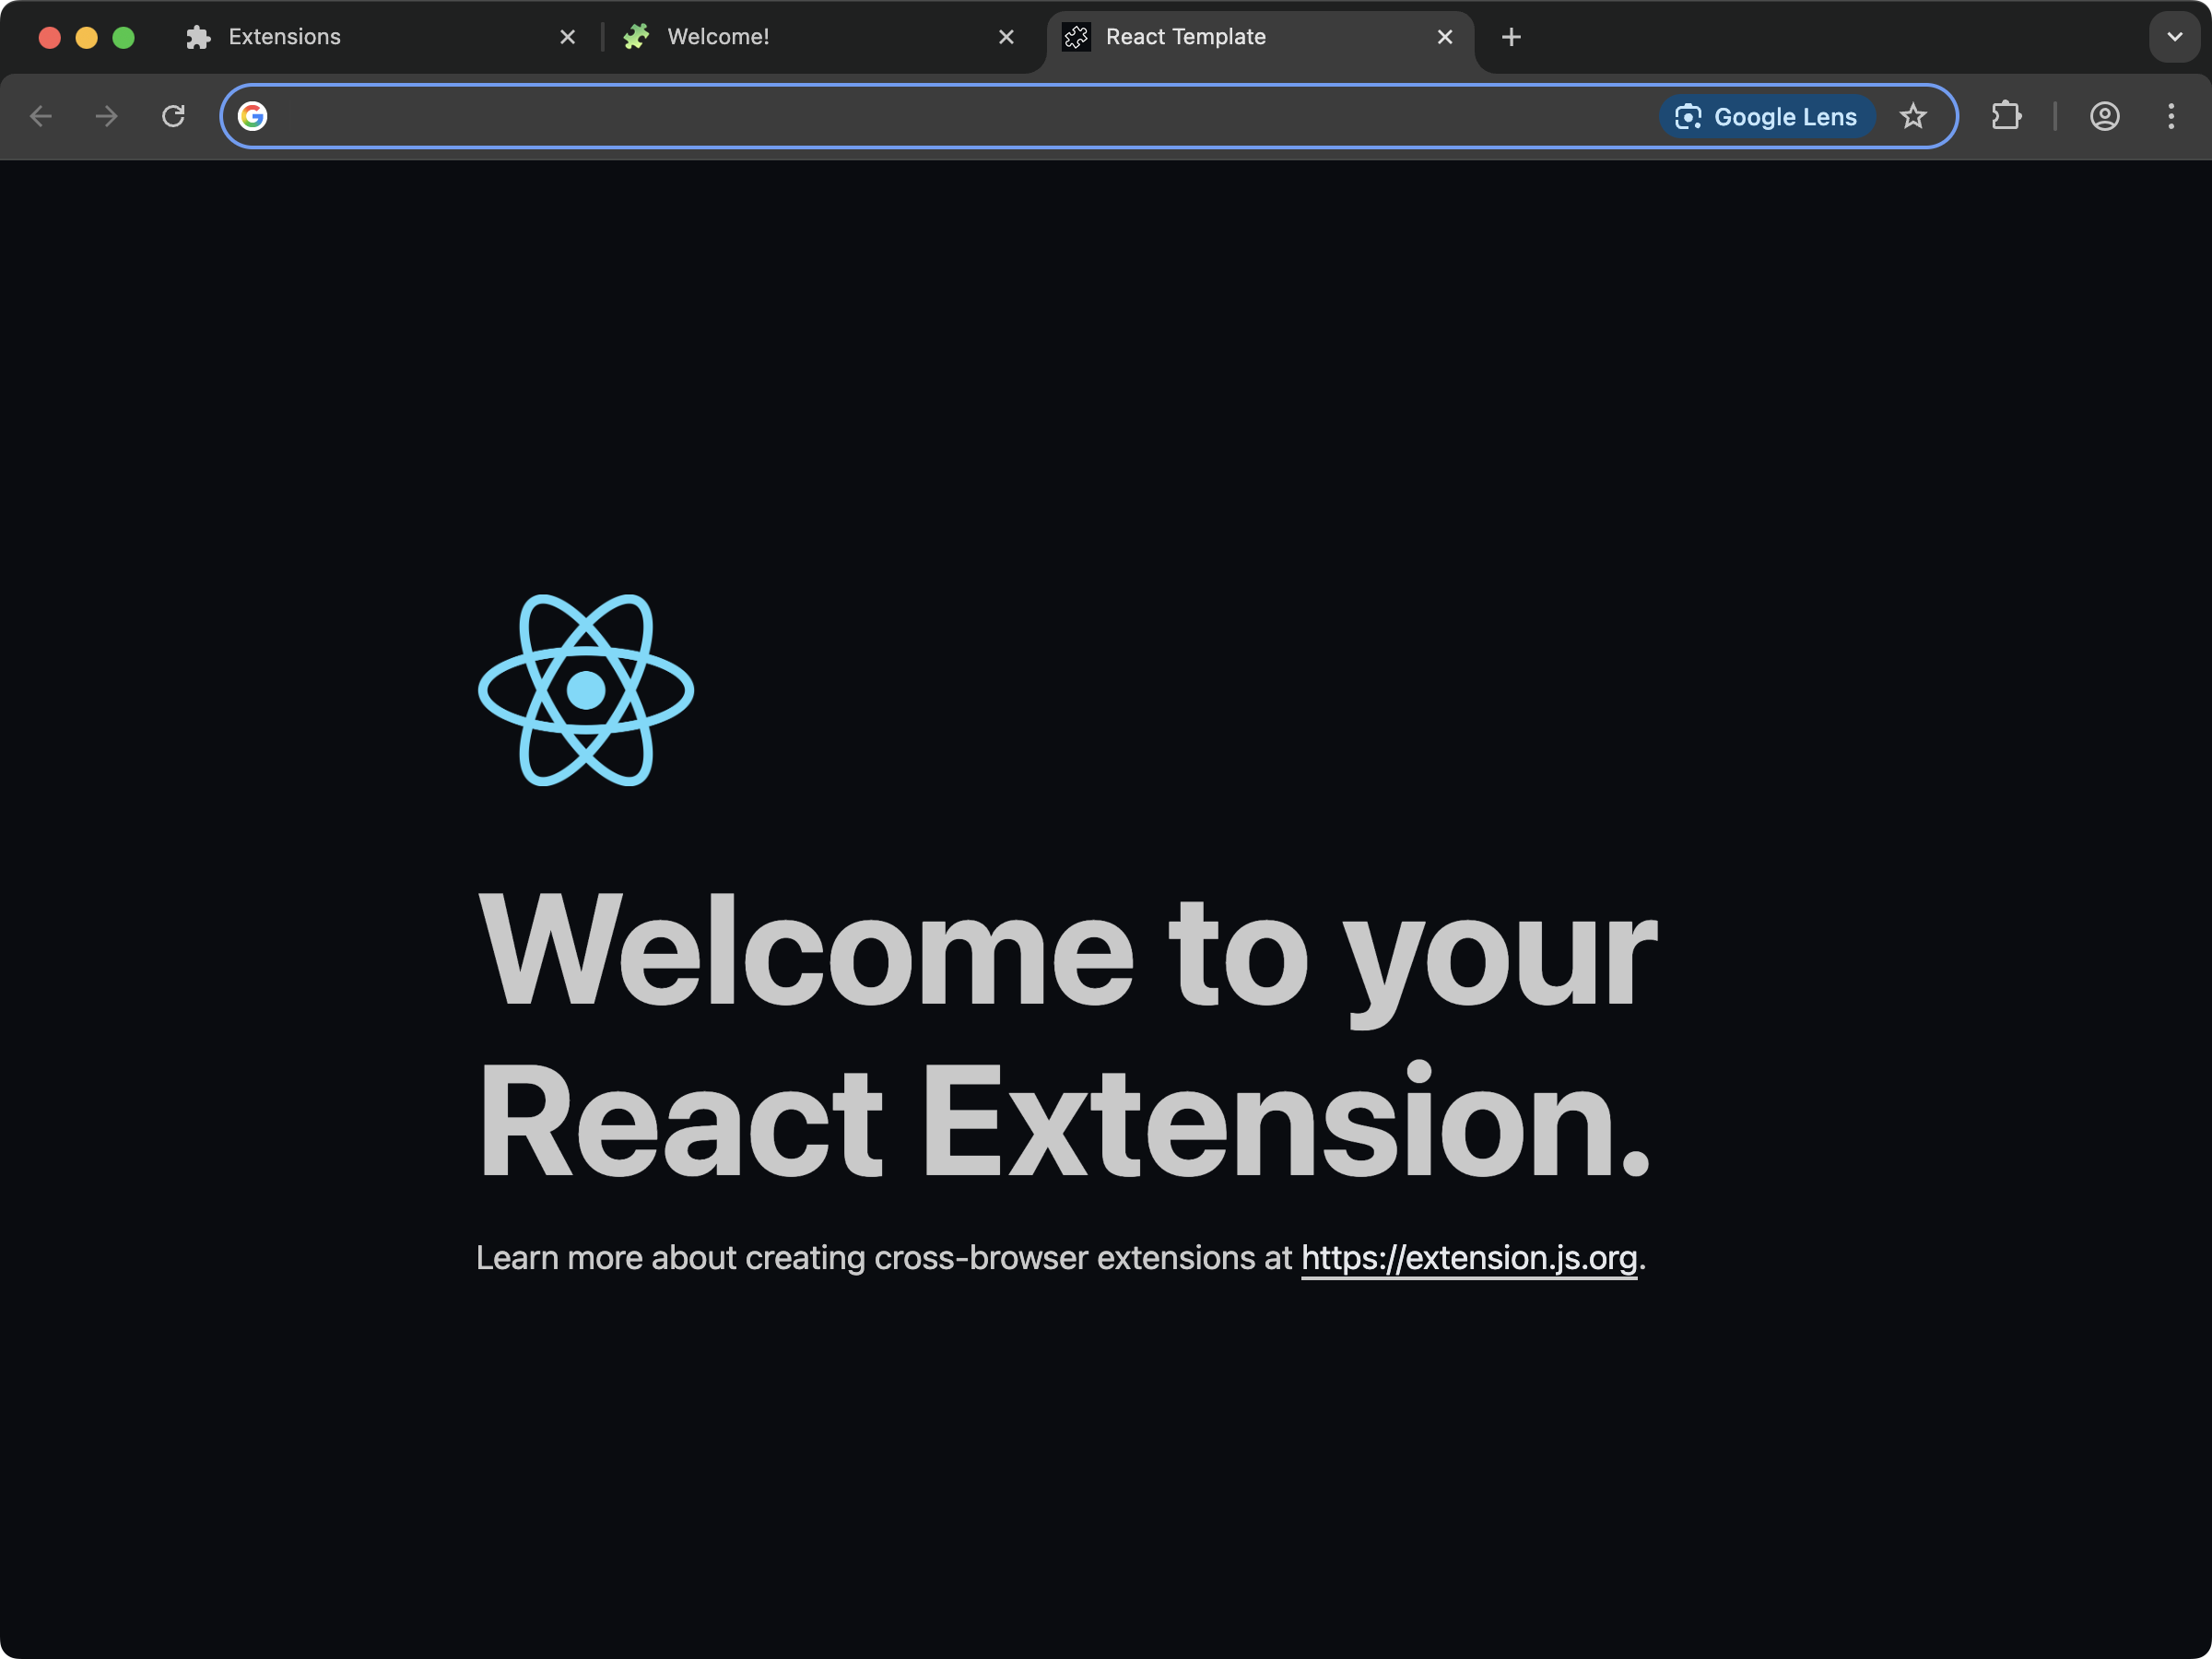 Extensions
Welcome!
React Template
Google Lens
Welcome to your
React Extension.
Learn more about creating cross-browser extensions at https://extension.js.org.